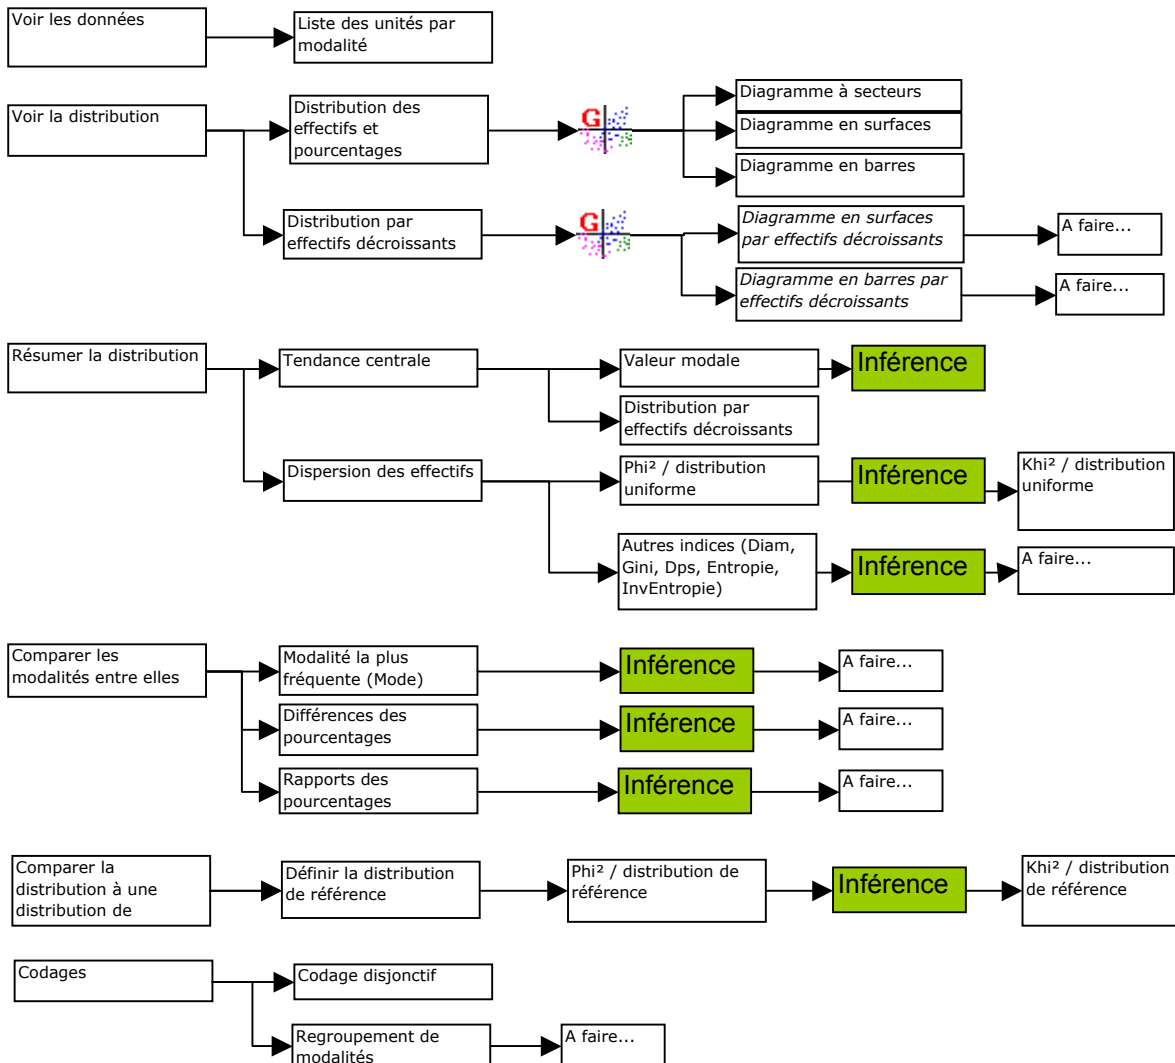 Voir les données
Liste des unités par
modalité
Voir la distribution
Distribution des
effectifs et
pourcentages
G
Diagramme à secteurs
Diagramme en surfaces
Diagramme en barres
Distribution par
effectifs décroissants
G
Diagramme en surfaces
par effectifs décroissants
A faire...
Diagramme en barres par
effectifs décroissants
A faire...
Résumer la distribution
Tendance centrale
Valeur modale
Inférence
Distribution par
effectifs décroissants
Dispersion des effectifs
Phi² / distribution
uniforme
Inférence
Khi² / distribution
uniforme
Autres indices (Diam,
Gini, Dps, Entropie,
InvEntropie)
Inférence
A faire...
Comparer les
modalités entre elles
Modalité la plus
fréquente (Mode)
Inférence
A faire...
Différences des
pourcentages
Inférence
A faire...
Rapports des
pourcentages
Inférence
A faire...
Comparer la
distribution à une
distribution de
Définir la distribution
de référence
Phi² / distribution de
référence
Inférence
Khi² / distribution
de référence
Codages
Codage disjonctif
Regroupement de
modalités
A faire...